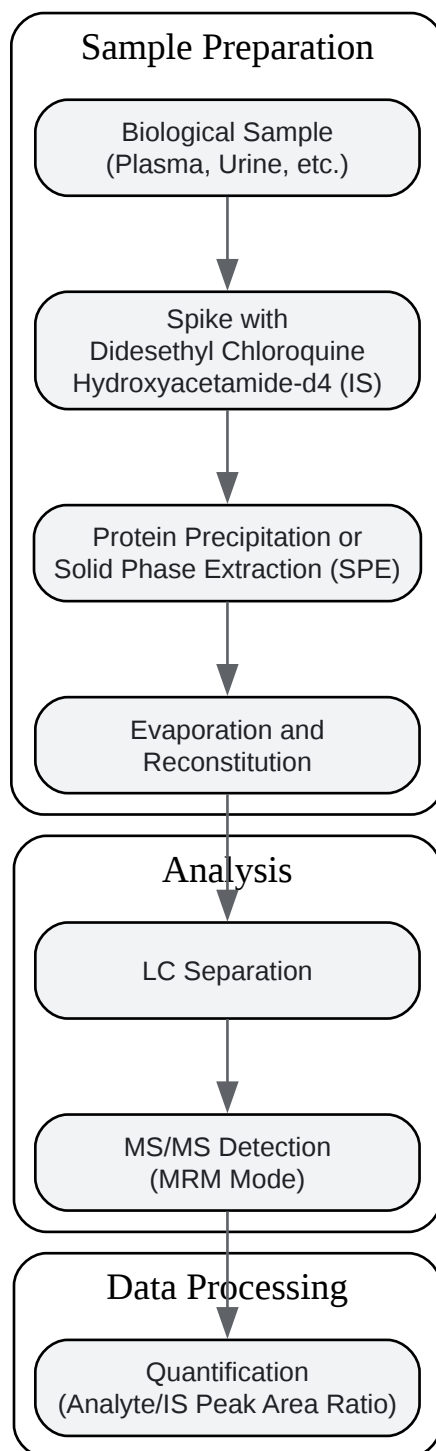 Sample Preparation
Biological Sample
(Plasma, Urine, etc.)
Spike with
Didesethyl Chloroquine
Hydroxyacetamide-d4 (IS)
Protein Precipitation or
Solid Phase Extraction (SPE)
Evaporation and
Reconstitution
Analysis
LC Separation
MS/MS Detection
(MRM Mode)
Data Processing
Quantification
(Analyte/IS Peak Area Ratio)